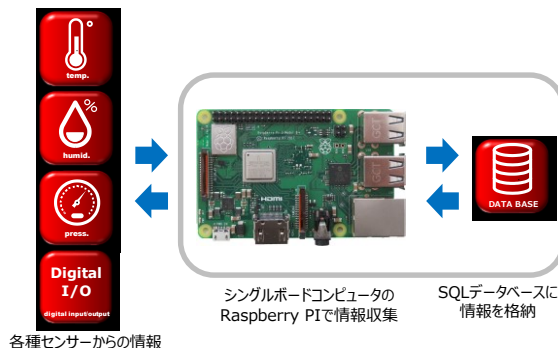 temp.
%
humid.
press.
Digital
I/O
digital input/output
各種センサーからの情報
HDMI
シングルボードコンピュータの
Raspberry PIで情報収集
DATA BASE
SQLデータベースに
情報を格納